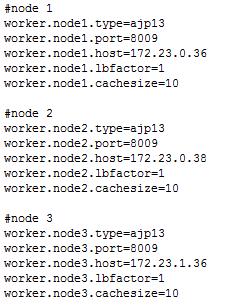 #node 1
worker.node1.type=ajp13
worker.node1.port=8009
worker.node1.host=172.23.0.36
worker.node1.lbfactor=1
worker.node1.cachesize=10

#node 2
worker.node2.type=ajp13
worker.node2.port=8009
worker.node2.host=172.23.0.38
worker.node2.lbfactor=1
worker.node2.cachesize=10

#node 3
worker.node3.type=ajp13
worker.node3.port=8009
worker.node3.host=172.23.1.36
worker.node3.lbfactor=1
worker.node3.cachesize=10